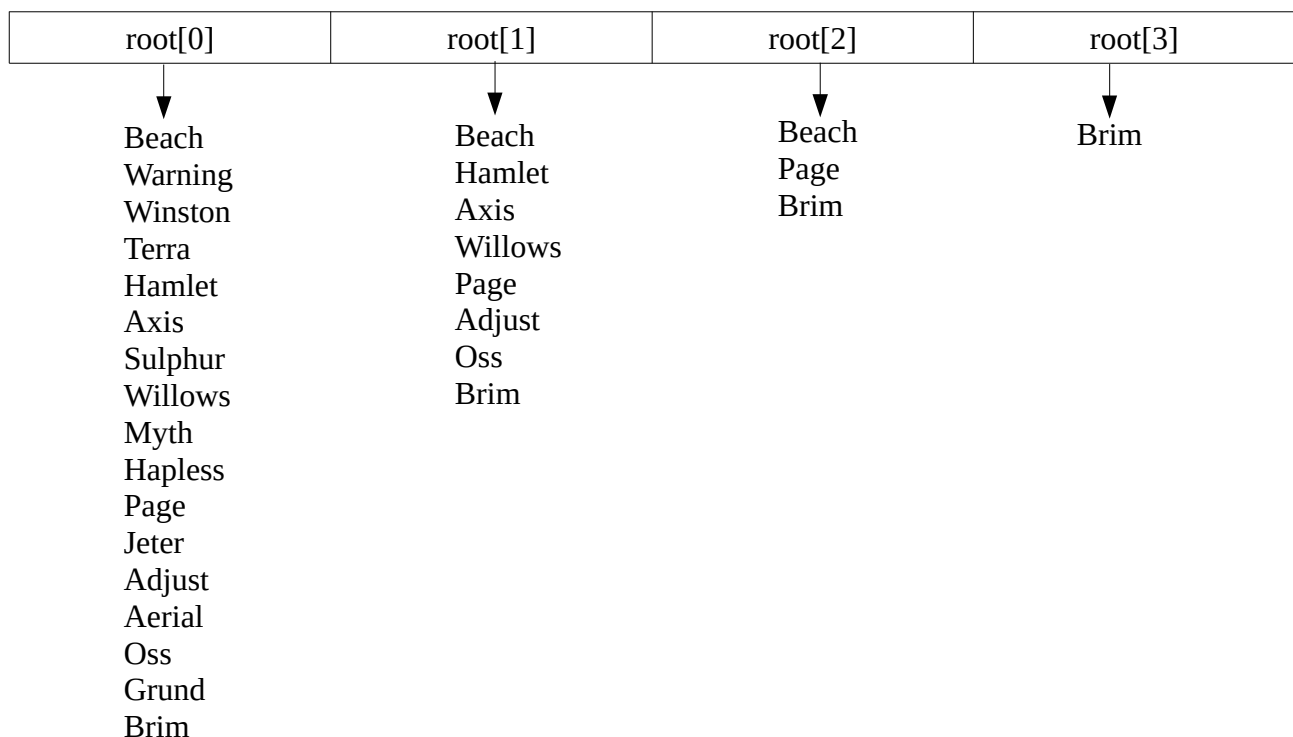 root[0] root[1] root[2] root[3]
Beach
Warning
Winston
Terra
Hamlet
Axis
Sulphur
Willows
Myth
Hapless
Page
Jeter
Adjust
Aerial
Oss
Grund
Brim
Beach
Hamlet
Axis
Willows
Page
Adjust
Oss
Brim
Beach
Page
Brim
Brim